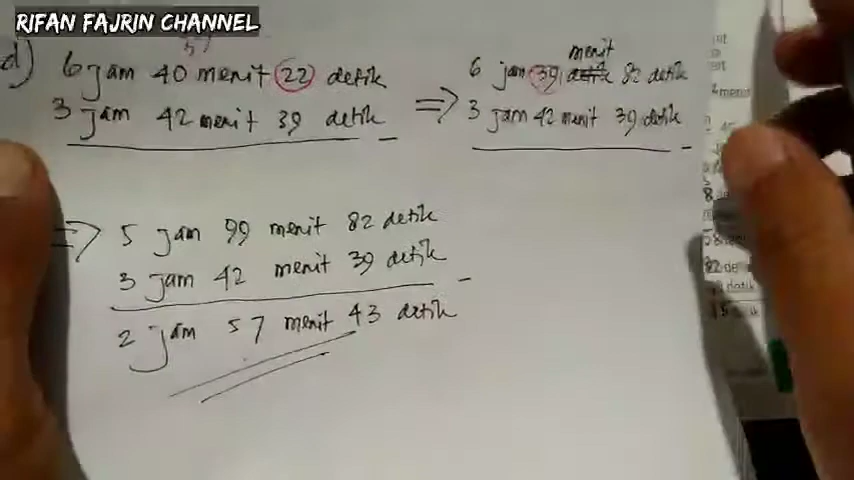 RIFAN FAJRIN CHANNEL
d) 6 jam 40 menit 22 detik
3 jam 42 menit 39 detik -
menit
=> 6 jam 39 82 detik
3 jam 42 menit 39 detik -
=> 5 jam 99 menit 82 detik
3 jam 42 menit 39 detik -
2 jam 57 menit 43 detik